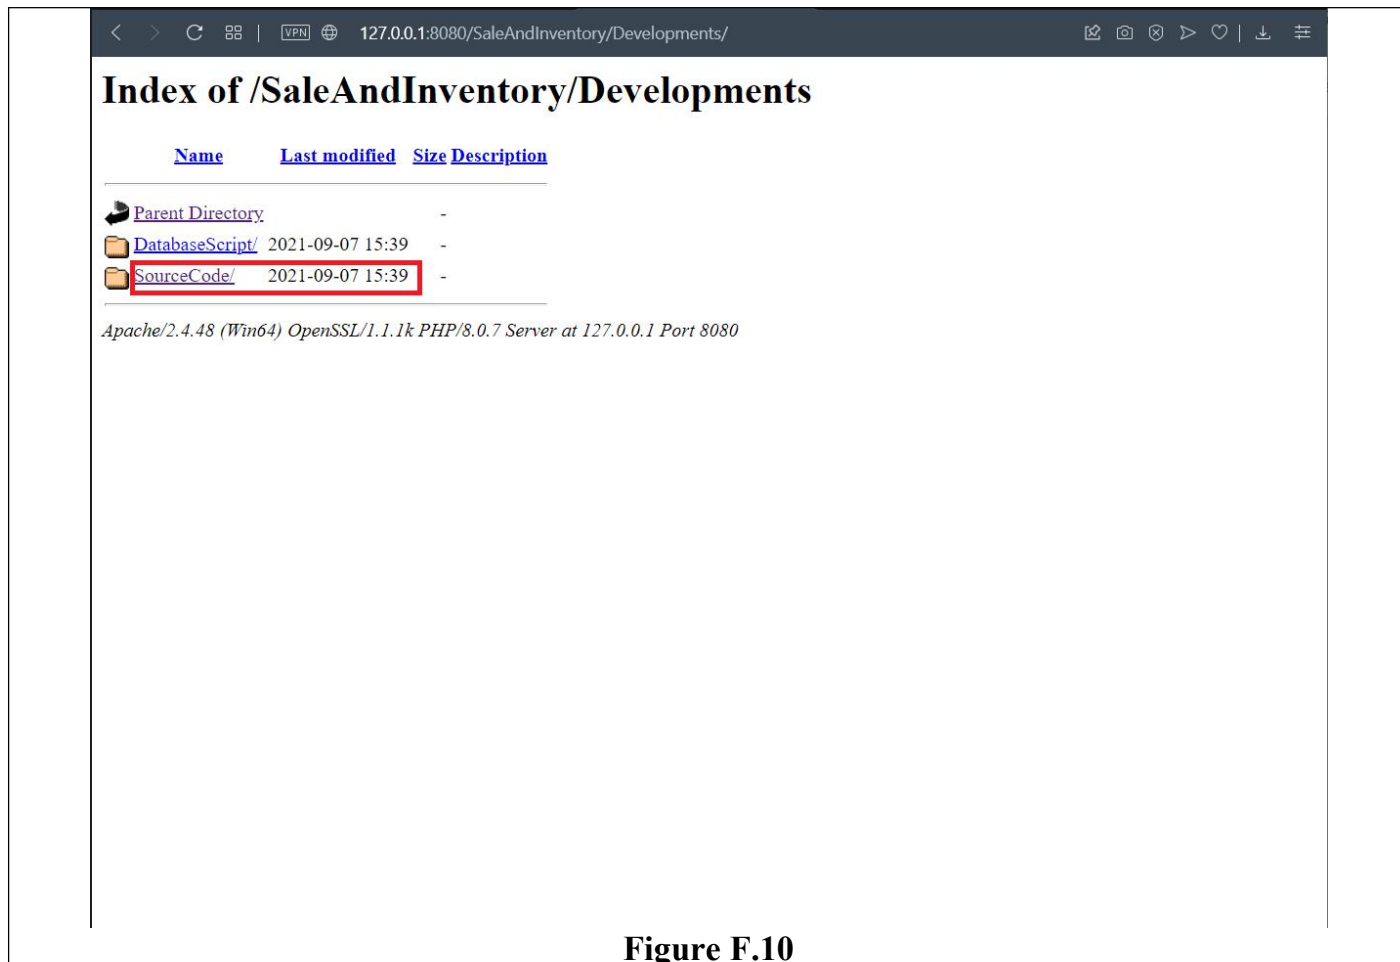 VPN 127.0.0.1:8080/SaleAndInventory/Developments/
Index of /SaleAndInventory/Developments
Name Last modified Size Description
Parent Directory -
DatabaseScript/ 2021-09-07 15:39 -
SourceCode/ 2021-09-07 15:39 -
Apache/2.4.48 (Win64) OpenSSL/1.1.1k PHP/8.0.7 Server at 127.0.0.1 Port 8080
Figure F.10